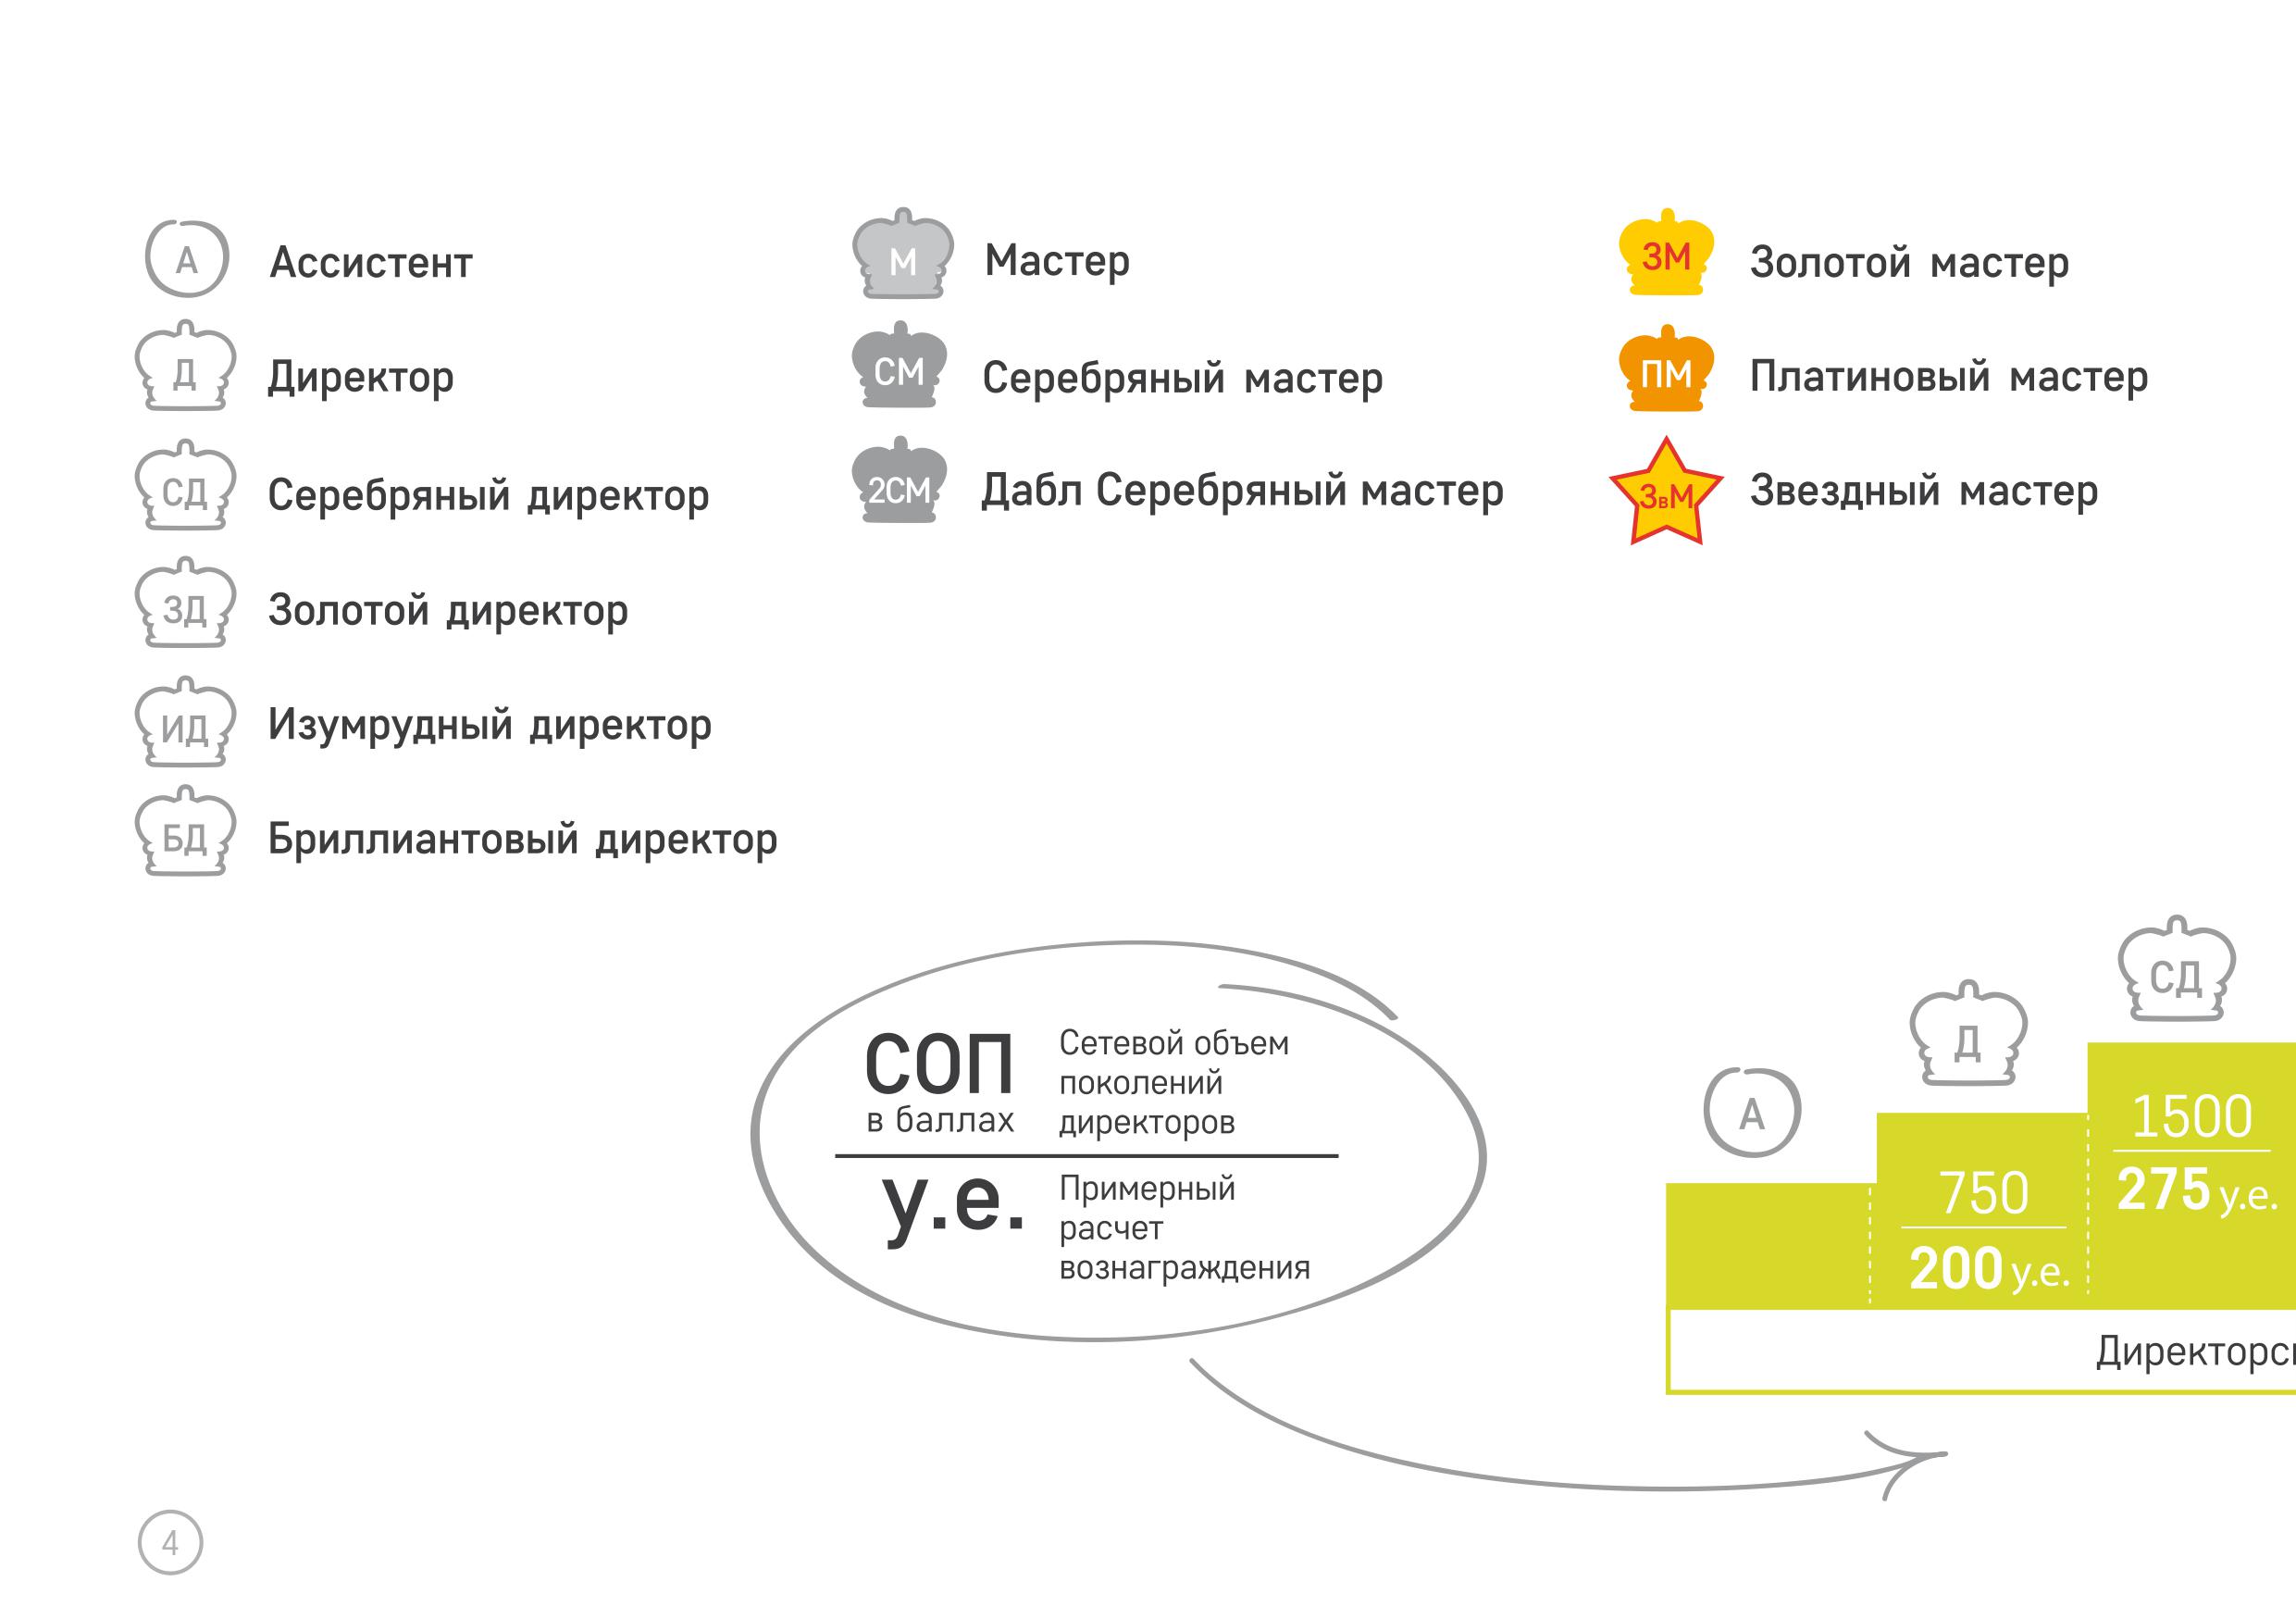 А Ассистент
Д Директор
СД Серебряный директор
ЗД Золотой директор
ИД Изумрудный директор
БД Бриллиантовый директор
М Мастер
СМ Серебряный мастер
2СМ Дабл Серебряный мастер
ЗМ Золотой мастер
ПМ Платиновый мастер
ЗвМ Звездный мастер
СОП
в баллах
Сетевой объем
поколений
директоров
у.е.
Примерный
расчет
вознаграждения
А
Д
СД
750
200 у.е.
1500
275 у.е.
Директорс
4